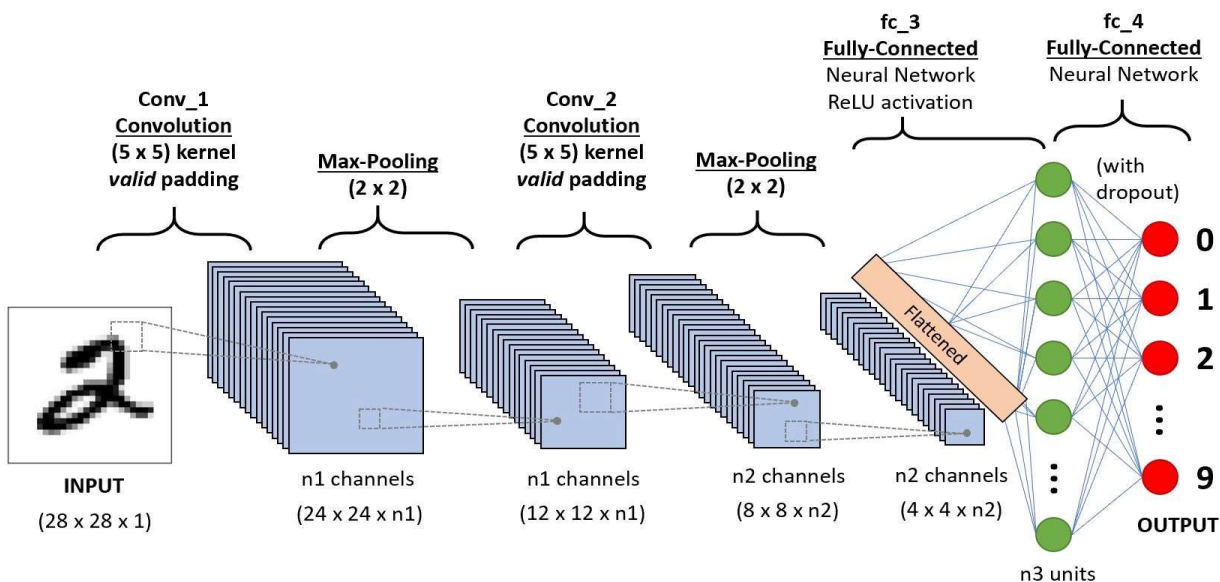 fc_3
Fully-Connected
Neural Network
ReLU activation
fc_4
Fully-Connected
Neural Network
Conv_1
Convolution
(5 x 5) kernel
valid padding
Max-Pooling
(2 x 2)
Conv_2
Convolution
(5 x 5) kernel
valid padding
Max-Pooling
(2 x 2)
(with
dropout)
Flattened
0
1
2
9
INPUT
(28 x 28 x 1)
n1 channels
(24 x 24 x n1)
n1 channels
(12 x 12 x n1)
n2 channels
(8 x 8 x n2)
n2 channels
(4 x 4 x n2)
OUTPUT
n3 units
2